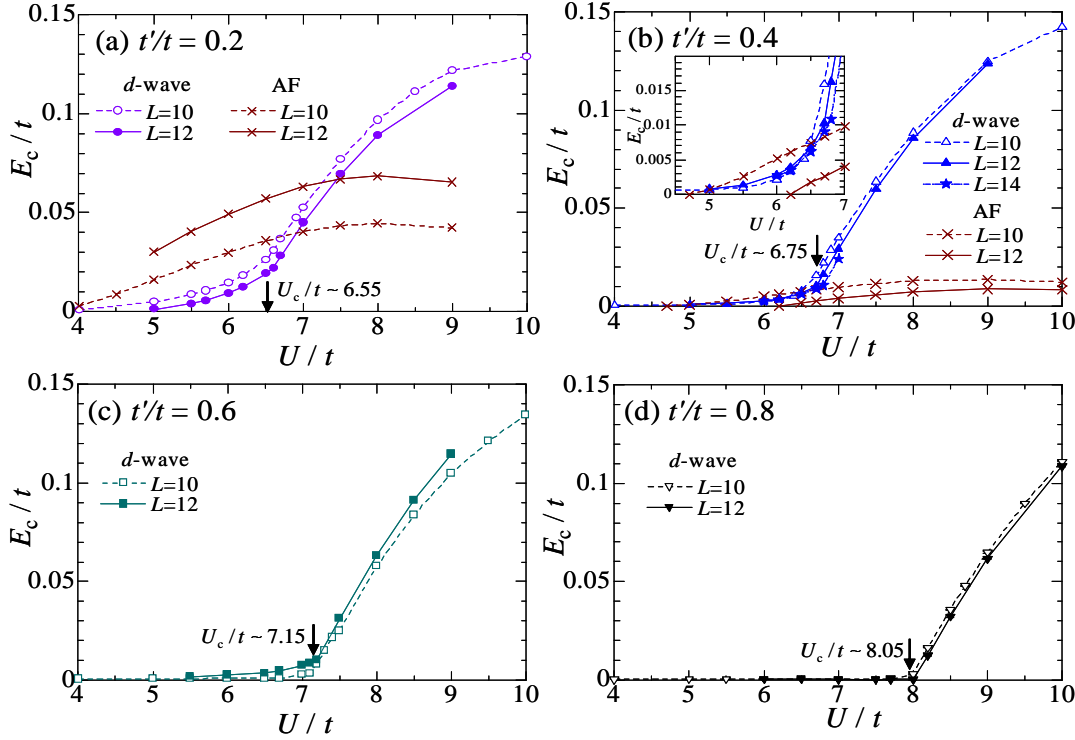 (a) t'/t = 0.2
d-wave AF
L=10 L=10
L=12 L=12
U_c / t ~ 6.55
E_c / t
0.15
0.1
0.05
0
4 5 6 7 8 9 10
U / t
(b) t'/t = 0.4
E_c / t
0.015
0.01
0.005
0
5 6 7
U / t
d-wave
L=10
L=12
L=14
AF
L=10
L=12
U_c / t ~ 6.75
E_c / t
0.15
0.1
0.05
0
4 5 6 7 8 9 10
U / t
(c) t'/t = 0.6
d-wave
L=10
L=12
U_c / t ~ 7.15
E_c / t
0.15
0.1
0.05
0
4 5 6 7 8 9 10
U / t
(d) t'/t = 0.8
d-wave
L=10
L=12
U_c / t ~ 8.05
E_c / t
0.15
0.1
0.05
0
4 5 6 7 8 9 10
U / t